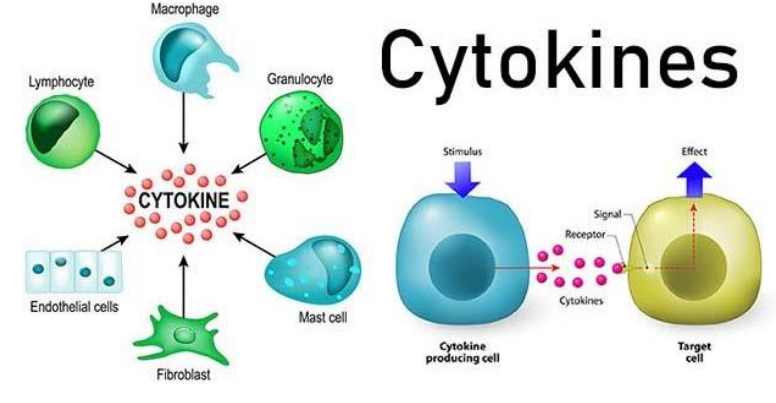 Macrophage
Cytokines
Lymphocyte
Granulocyte
CYTOKINE
Endothelial cells
Mast cell
Fibroblast
Stimulus
Effect
Signal
Receptor
Cytokines
Cytokine
producing cell
Target
cell